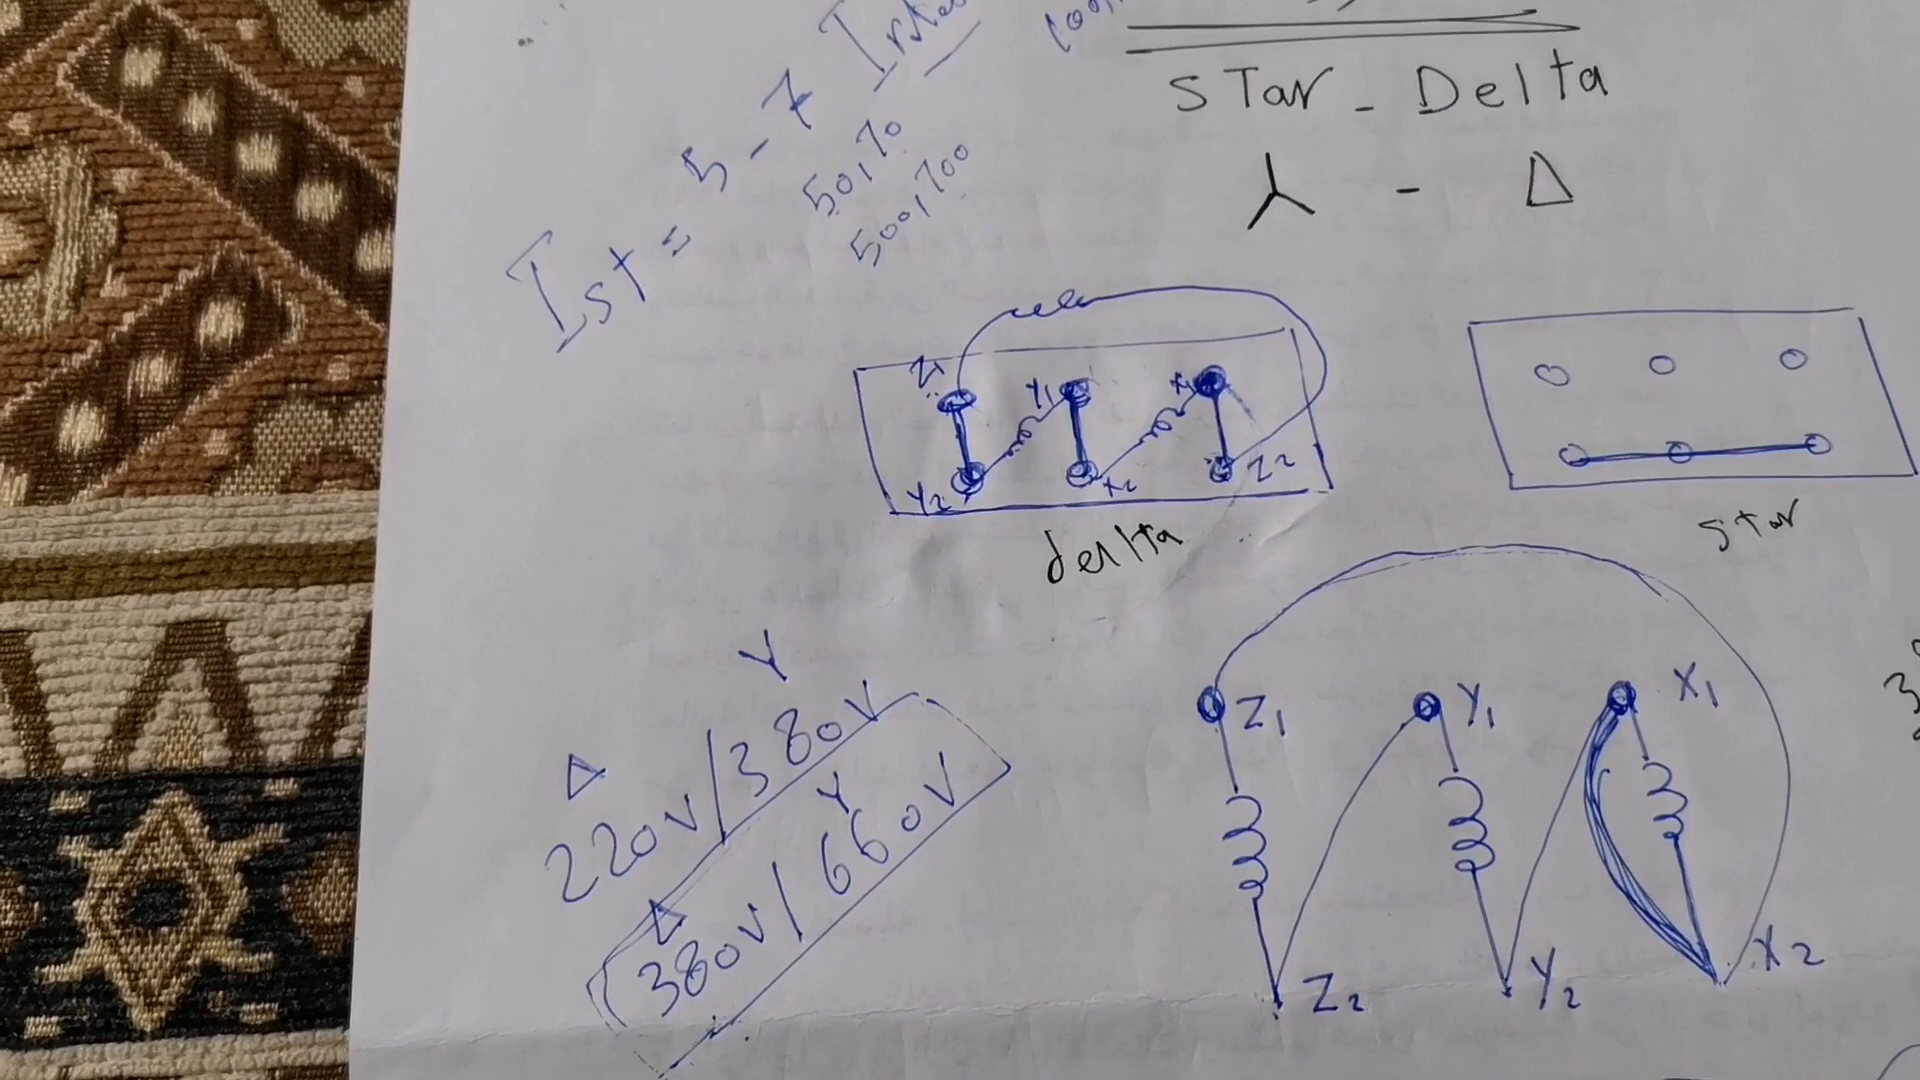 STar - Delta
Y - Δ
Ist = 5 - 7
50,70
500,700
Z1
Y1
X1
Y2
X2
Z2
delta
star
Δ Y
220V/380V
Δ Y
380V/660V
Z1
Y1
X1
Z2
Y2
X2